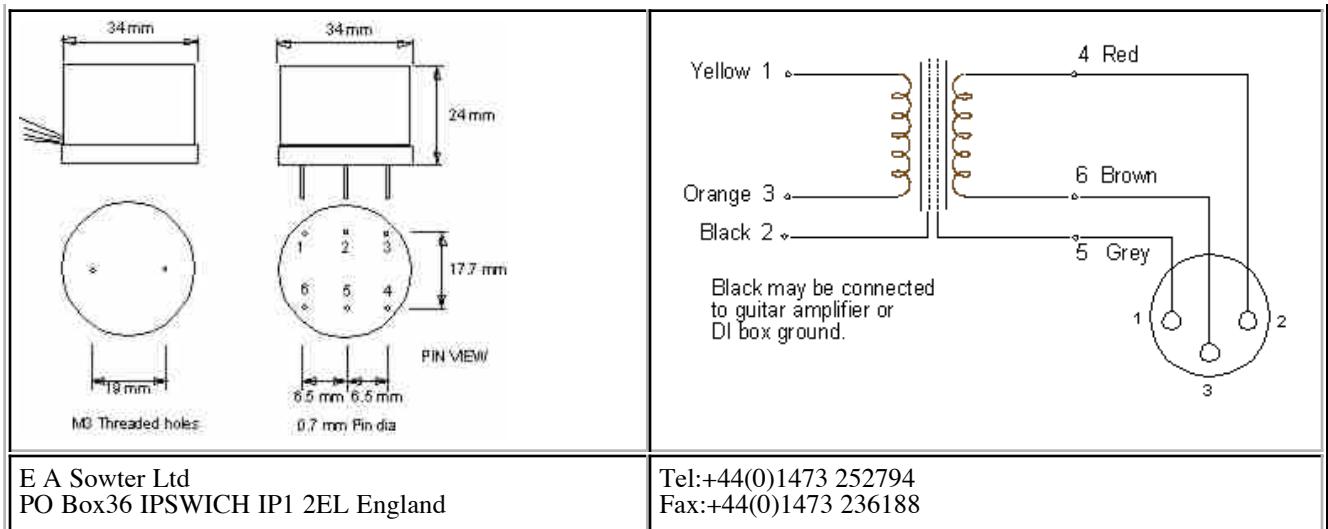 34mm
34mm
24mm
1
2
3
6
5
4
17.7 mm
PIN VIEW
19mm
6.5 mm 6.5 mm
M3 Threaded holes
0.7 mm Pin dia
Yellow 1
4 Red
Orange 3
6 Brown
Black 2
5 Grey
Black may be connected
to guitar amplifier or
DI box ground.
1
2
3
E A Sowter Ltd
PO Box36 IPSWICH IP1 2EL England
Tel:+44(0)1473 252794
Fax:+44(0)1473 236188